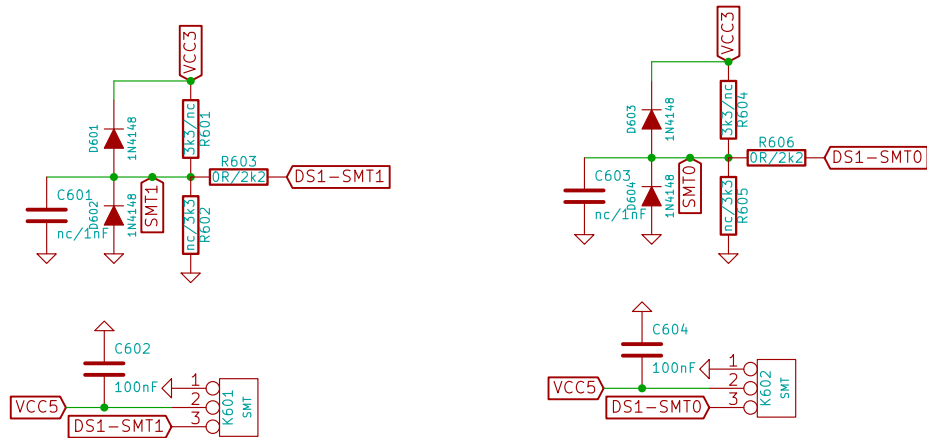 VCC3
D601
1N4148
3k3/nc
R601
R603
0R/2k2
DS1-SMT1
C601
nc/1nF
D602
1N4148
SMT1
nc/3k3
R602
VCC3
D603
1N4148
3k3/nc
R604
R606
0R/2k2
DS1-SMT0
C603
nc/1nF
D604
1N4148
SMT0
nc/3k3
R605
C602
100nF
VCC5
DS1-SMT1
1
2
3
K601
SMT
C604
100nF
VCC5
DS1-SMT0
1
2
3
K602
SMT